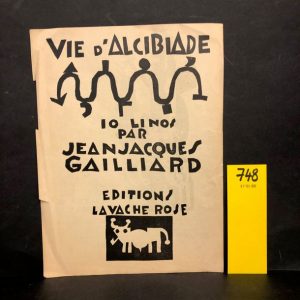 VIE D'ALCIBIADE
10 LINOS
PAR
JEAN JACQUES
GAILLIARD
EDITIONS
LA VACHE ROSE
748